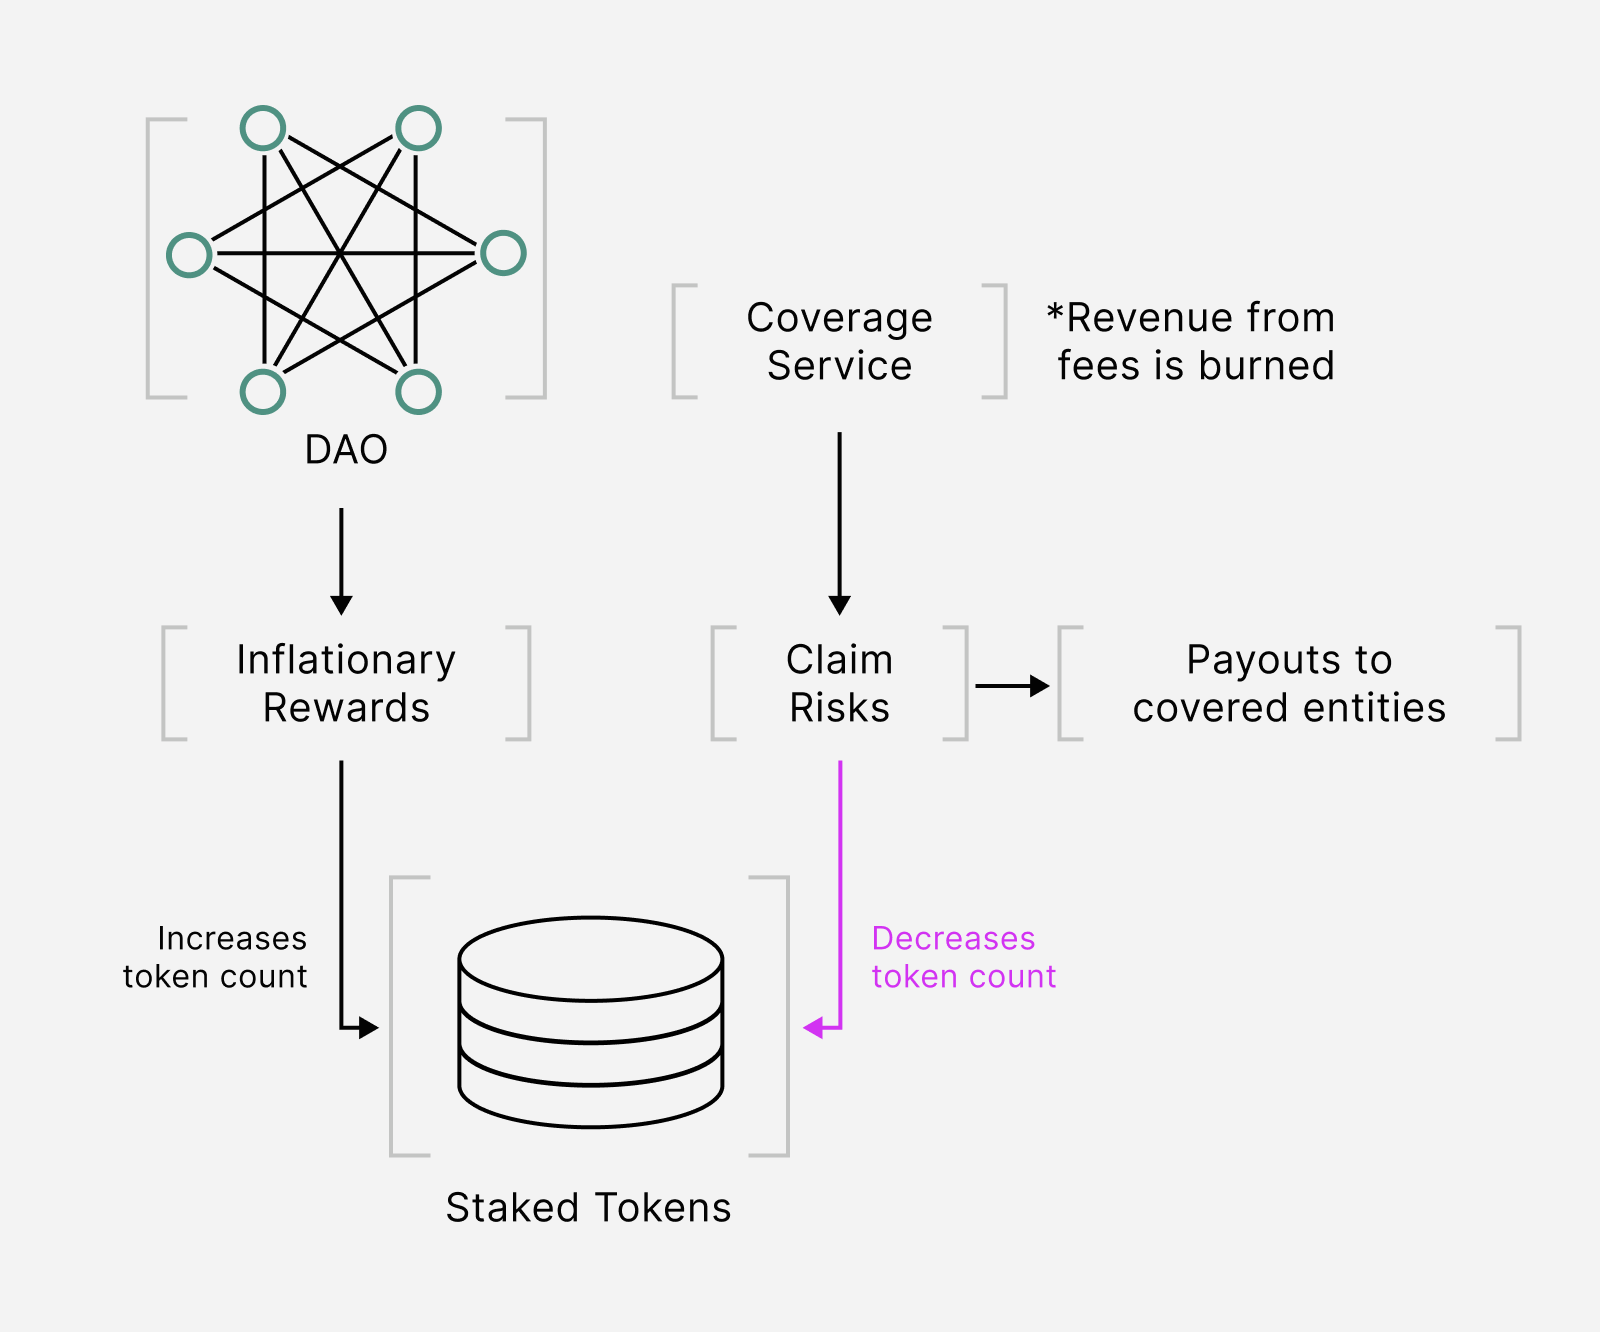 DAO
Coverage
Service
*Revenue from
fees is burned
Inflationary
Rewards
Claim
Risks
Payouts to
covered entities
Increases
token count
Decreases
token count
Staked Tokens